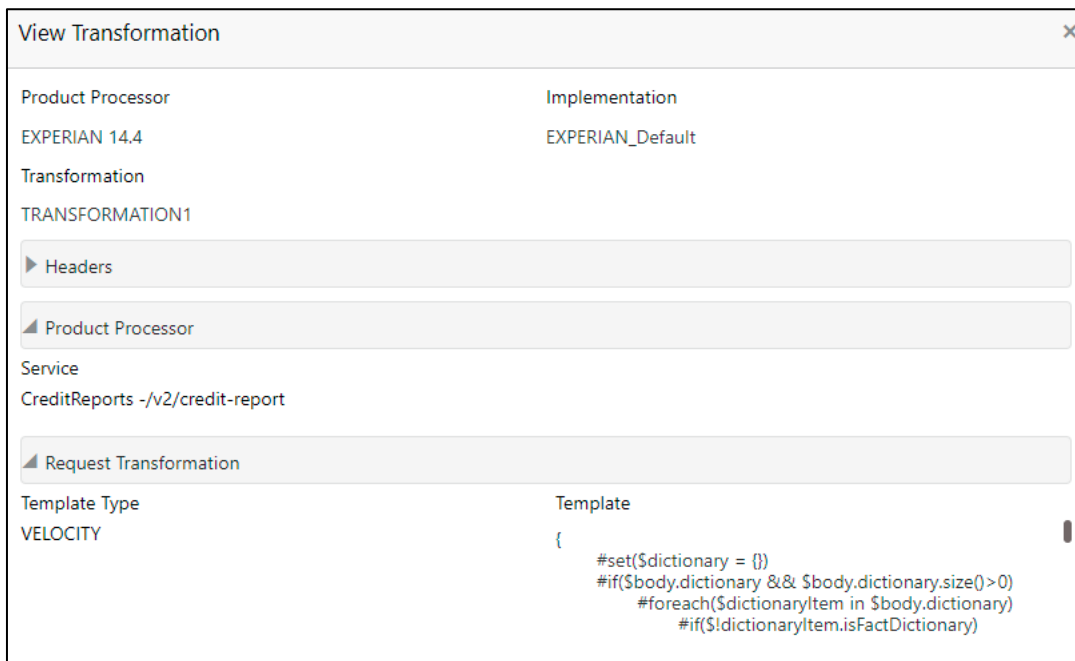 View Transformation
Product Processor
Implementation
EXPERIAN 14.4
EXPERIAN_Default
Transformation
TRANSFORMATION1
Headers
Product Processor
Service
CreditReports -/v2/credit-report
Request Transformation
Template Type
Template
VELOCITY
{
#set($dictionary = {})
#if($body.dictionary && $body.dictionary.size()>0)
#foreach($dictionaryItem in $body.dictionary)
#if($!dictionaryItem.isFactDictionary)